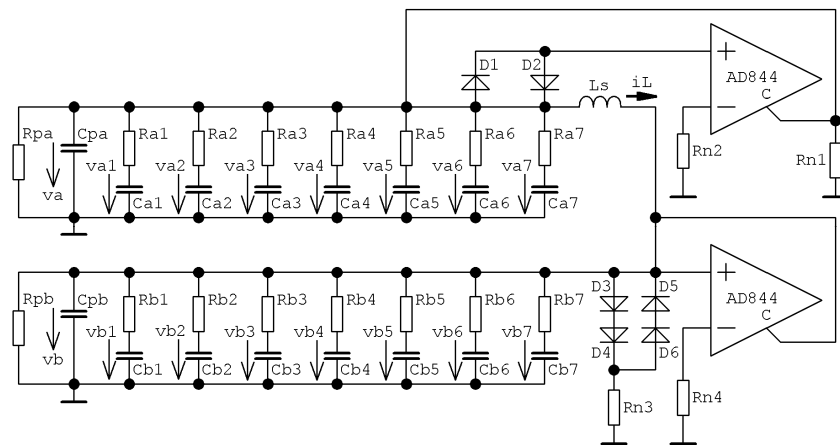 Rn2
AD844
C
D1
D2
Ls
iL
Rn1
Rpa
Cpa
Ra1
Ra2
Ra3
Ra4
Ra5
Ra6
Ra7
va
va1
va2
va3
va4
va5
va6
va7
Ca1
Ca2
Ca3
Ca4
Ca5
Ca6
Ca7
Rpb
Cpb
Rb1
Rb2
Rb3
Rb4
Rb5
Rb6
Rb7
D3
D5
AD844
C
vb
vb1
vb2
vb3
vb4
vb5
vb6
vb7
D4
D6
Cb1
Cb2
Cb3
Cb4
Cb5
Cb6
Cb7
Rn3
Rn4